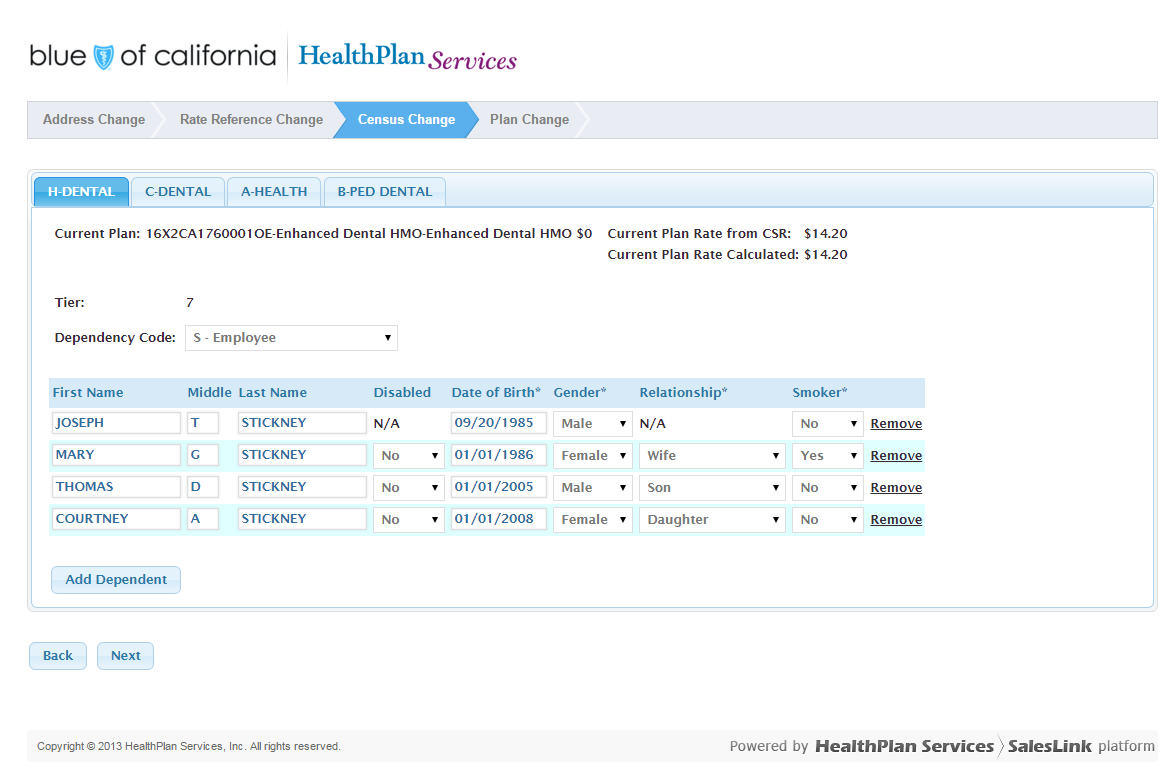 blue of california HealthPlan Services
Address Change Rate Reference Change Census Change Plan Change
H-DENTAL C-DENTAL A-HEALTH B-PED DENTAL
Current Plan: 16X2CA1760001OE-Enhanced Dental HMO-Enhanced Dental HMO $0 Current Plan Rate from CSR: $14.20
Current Plan Rate Calculated: $14.20
Tier: 7
Dependency Code: S - Employee
First Name Middle Last Name Disabled Date of Birth* Gender* Relationship* Smoker*
JOSEPH T STICKNEY N/A 09/20/1985 Male N/A No Remove
MARY G STICKNEY No 01/01/1986 Female Wife Yes Remove
THOMAS D STICKNEY No 01/01/2005 Male Son No Remove
COURTNEY A STICKNEY No 01/01/2008 Female Daughter No Remove
Add Dependent
Back Next
Copyright © 2013 HealthPlan Services, Inc. All rights reserved. Powered by HealthPlan Services SalesLink platform